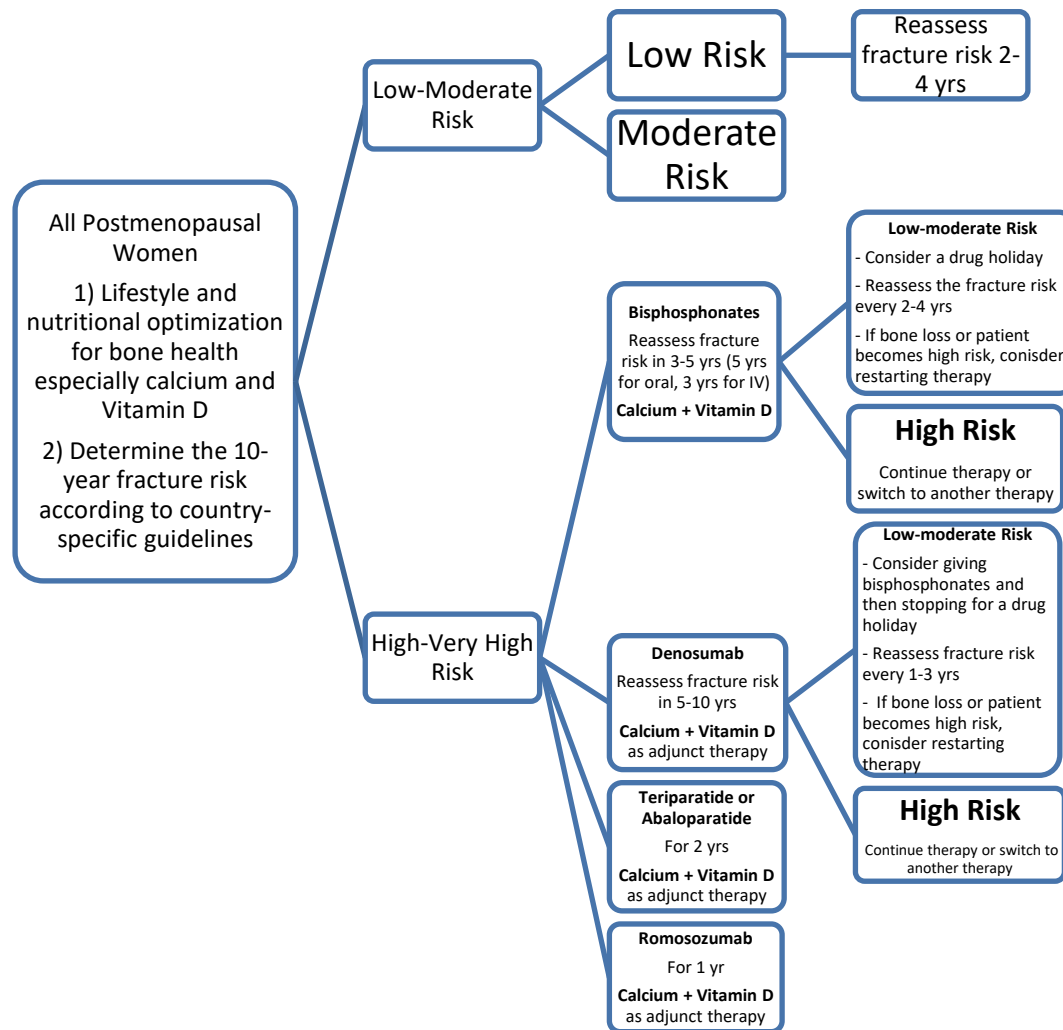 All Postmenopausal
Women
1) Lifestyle and
nutritional optimization
for bone health
especially calcium and
Vitamin D
2) Determine the 10-
year fracture risk
according to country-
specific guidelines
Low-Moderate
Risk
Low Risk
Reassess
fracture risk 2-
4 yrs
Moderate
Risk
High-Very High
Risk
Bisphosphonates
Reassess fracture
risk in 3-5 yrs (5 yrs
for oral, 3 yrs for IV)
Calcium + Vitamin D
Low-moderate Risk
- Consider a drug holiday
- Reassess the fracture risk
every 2-4 yrs
- If bone loss or patient
becomes high risk, conisder
restarting therapy
High Risk
Continue therapy or
switch to another therapy
Denosumab
Reassess fracture risk
in 5-10 yrs
Calcium + Vitamin D
as adjunct therapy
Low-moderate Risk
- Consider giving
bisphosphonates and
then stopping for a drug
holiday
- Reassess fracture risk
every 1-3 yrs
- If bone loss or patient
becomes high risk,
conisder restarting
therapy
High Risk
Continue therapy or switch to
another therapy
Teriparatide or
Abaloparatide
For 2 yrs
Calcium + Vitamin D
as adjunct therapy
Romosozumab
For 1 yr
Calcium + Vitamin D
as adjunct therapy